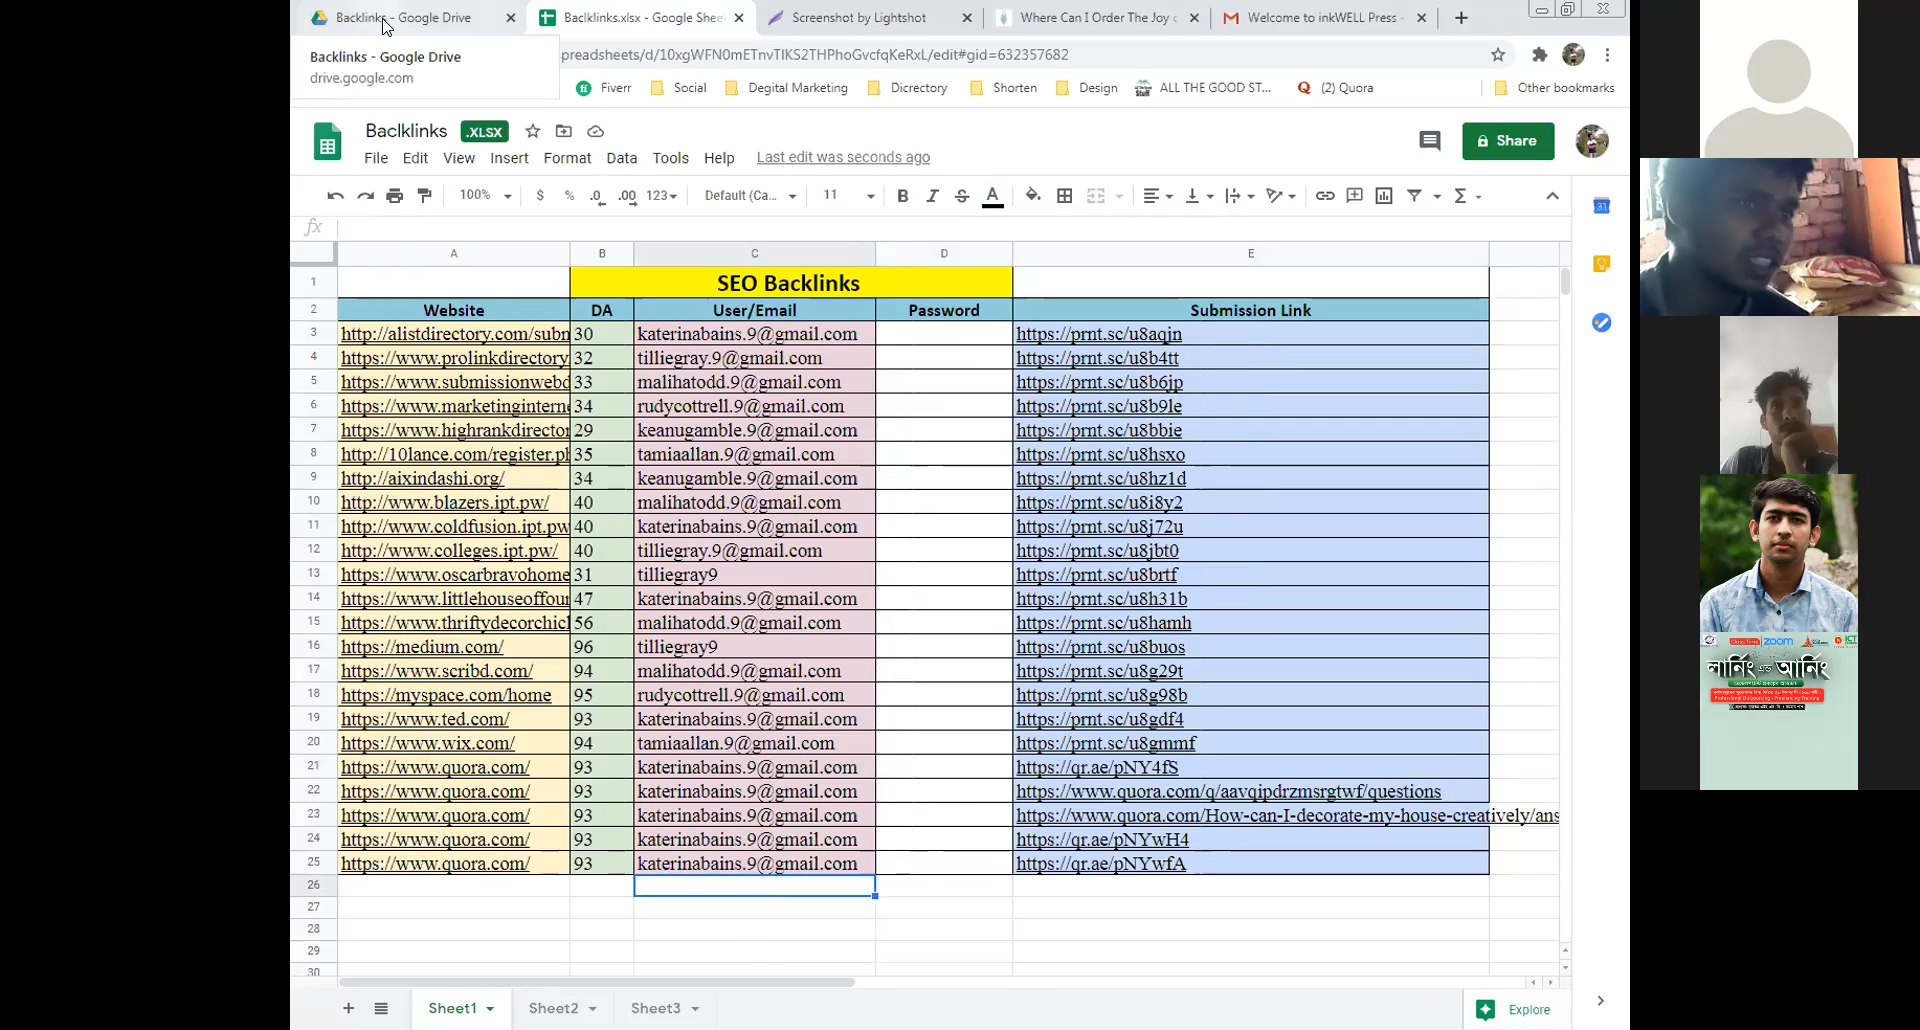 Backlinks - Google Drive
Baclklinks.xlsx - Google Shee
Screenshot by Lightshot
Where Can I Order The Joy c
Welcome to inkWELL Press -
Backlinks - Google Drive
drive.google.com
preadsheets/d/10xgWFN0mETnvTIKS2THPhoGvcfqKeRxL/edit#gid=632357682
Fiverr
Social
Degital Marketing
Dicrectory
Shorten
Design
ALL THE GOOD ST...
(2) Quora
Other bookmarks
Baclklinks .XLSX
Share
File Edit View Insert Format Data Tools Help Last edit was seconds ago
100% $ % .0 .00 123 Default (Ca... 11
fx
A B C D E
1 SEO Backlinks
2 Website DA User/Email Password Submission Link
3 http://alistdirectory.com/subn 30 katerinabains.9@gmail.com https://prnt.sc/u8aqjn
4 https://www.prolinkdirectory. 32 tilliegray.9@gmail.com https://prnt.sc/u8b4tt
5 https://www.submissionwebd 33 malihatodd.9@gmail.com https://prnt.sc/u8b6jp
6 https://www.marketinginterne 34 rudycottrell.9@gmail.com https://prnt.sc/u8b9le
7 https://www.highrankdirector 29 keanugamble.9@gmail.com https://prnt.sc/u8bbie
8 http://10lance.com/register.ph 35 tamiaallan.9@gmail.com https://prnt.sc/u8hsxo
9 http://aixindashi.org/ 34 keanugamble.9@gmail.com https://prnt.sc/u8hz1d
10 http://www.blazers.ipt.pw/ 40 malihatodd.9@gmail.com https://prnt.sc/u8i8y2
11 http://www.coldfusion.ipt.pw 40 katerinabains.9@gmail.com https://prnt.sc/u8j72u
12 http://www.colleges.ipt.pw/ 40 tilliegray.9@gmail.com https://prnt.sc/u8jbt0
13 https://www.oscarbravohome 31 tilliegray9 https://prnt.sc/u8brtf
14 https://www.littlehouseoffour 47 katerinabains.9@gmail.com https://prnt.sc/u8h31b
15 https://www.thriftydecorchicl 56 malihatodd.9@gmail.com https://prnt.sc/u8hamh
16 https://medium.com/ 96 tilliegray9 https://prnt.sc/u8buos
17 https://www.scribd.com/ 94 malihatodd.9@gmail.com https://prnt.sc/u8g29t
18 https://myspace.com/home 95 rudycottrell.9@gmail.com https://prnt.sc/u8g98b
19 https://www.ted.com/ 93 katerinabains.9@gmail.com https://prnt.sc/u8gdf4
20 https://www.wix.com/ 94 tamiaallan.9@gmail.com https://prnt.sc/u8gmmf
21 https://www.quora.com/ 93 katerinabains.9@gmail.com https://qr.ae/pNY4fS
22 https://www.quora.com/ 93 katerinabains.9@gmail.com https://www.quora.com/q/aavqipdrzmsrgtwf/questions
23 https://www.quora.com/ 93 katerinabains.9@gmail.com https://www.quora.com/How-can-I-decorate-my-house-creatively/ans
24 https://www.quora.com/ 93 katerinabains.9@gmail.com https://qr.ae/pNYwH4
25 https://www.quora.com/ 93 katerinabains.9@gmail.com https://qr.ae/pNYwfA
26
27
28
29
30
Sheet1 Sheet2 Sheet3
Explore
31
Class Time zoom ICT
লার্নিং এন্ড আর্নিং
Professional Outsourcing / Freelancing Training